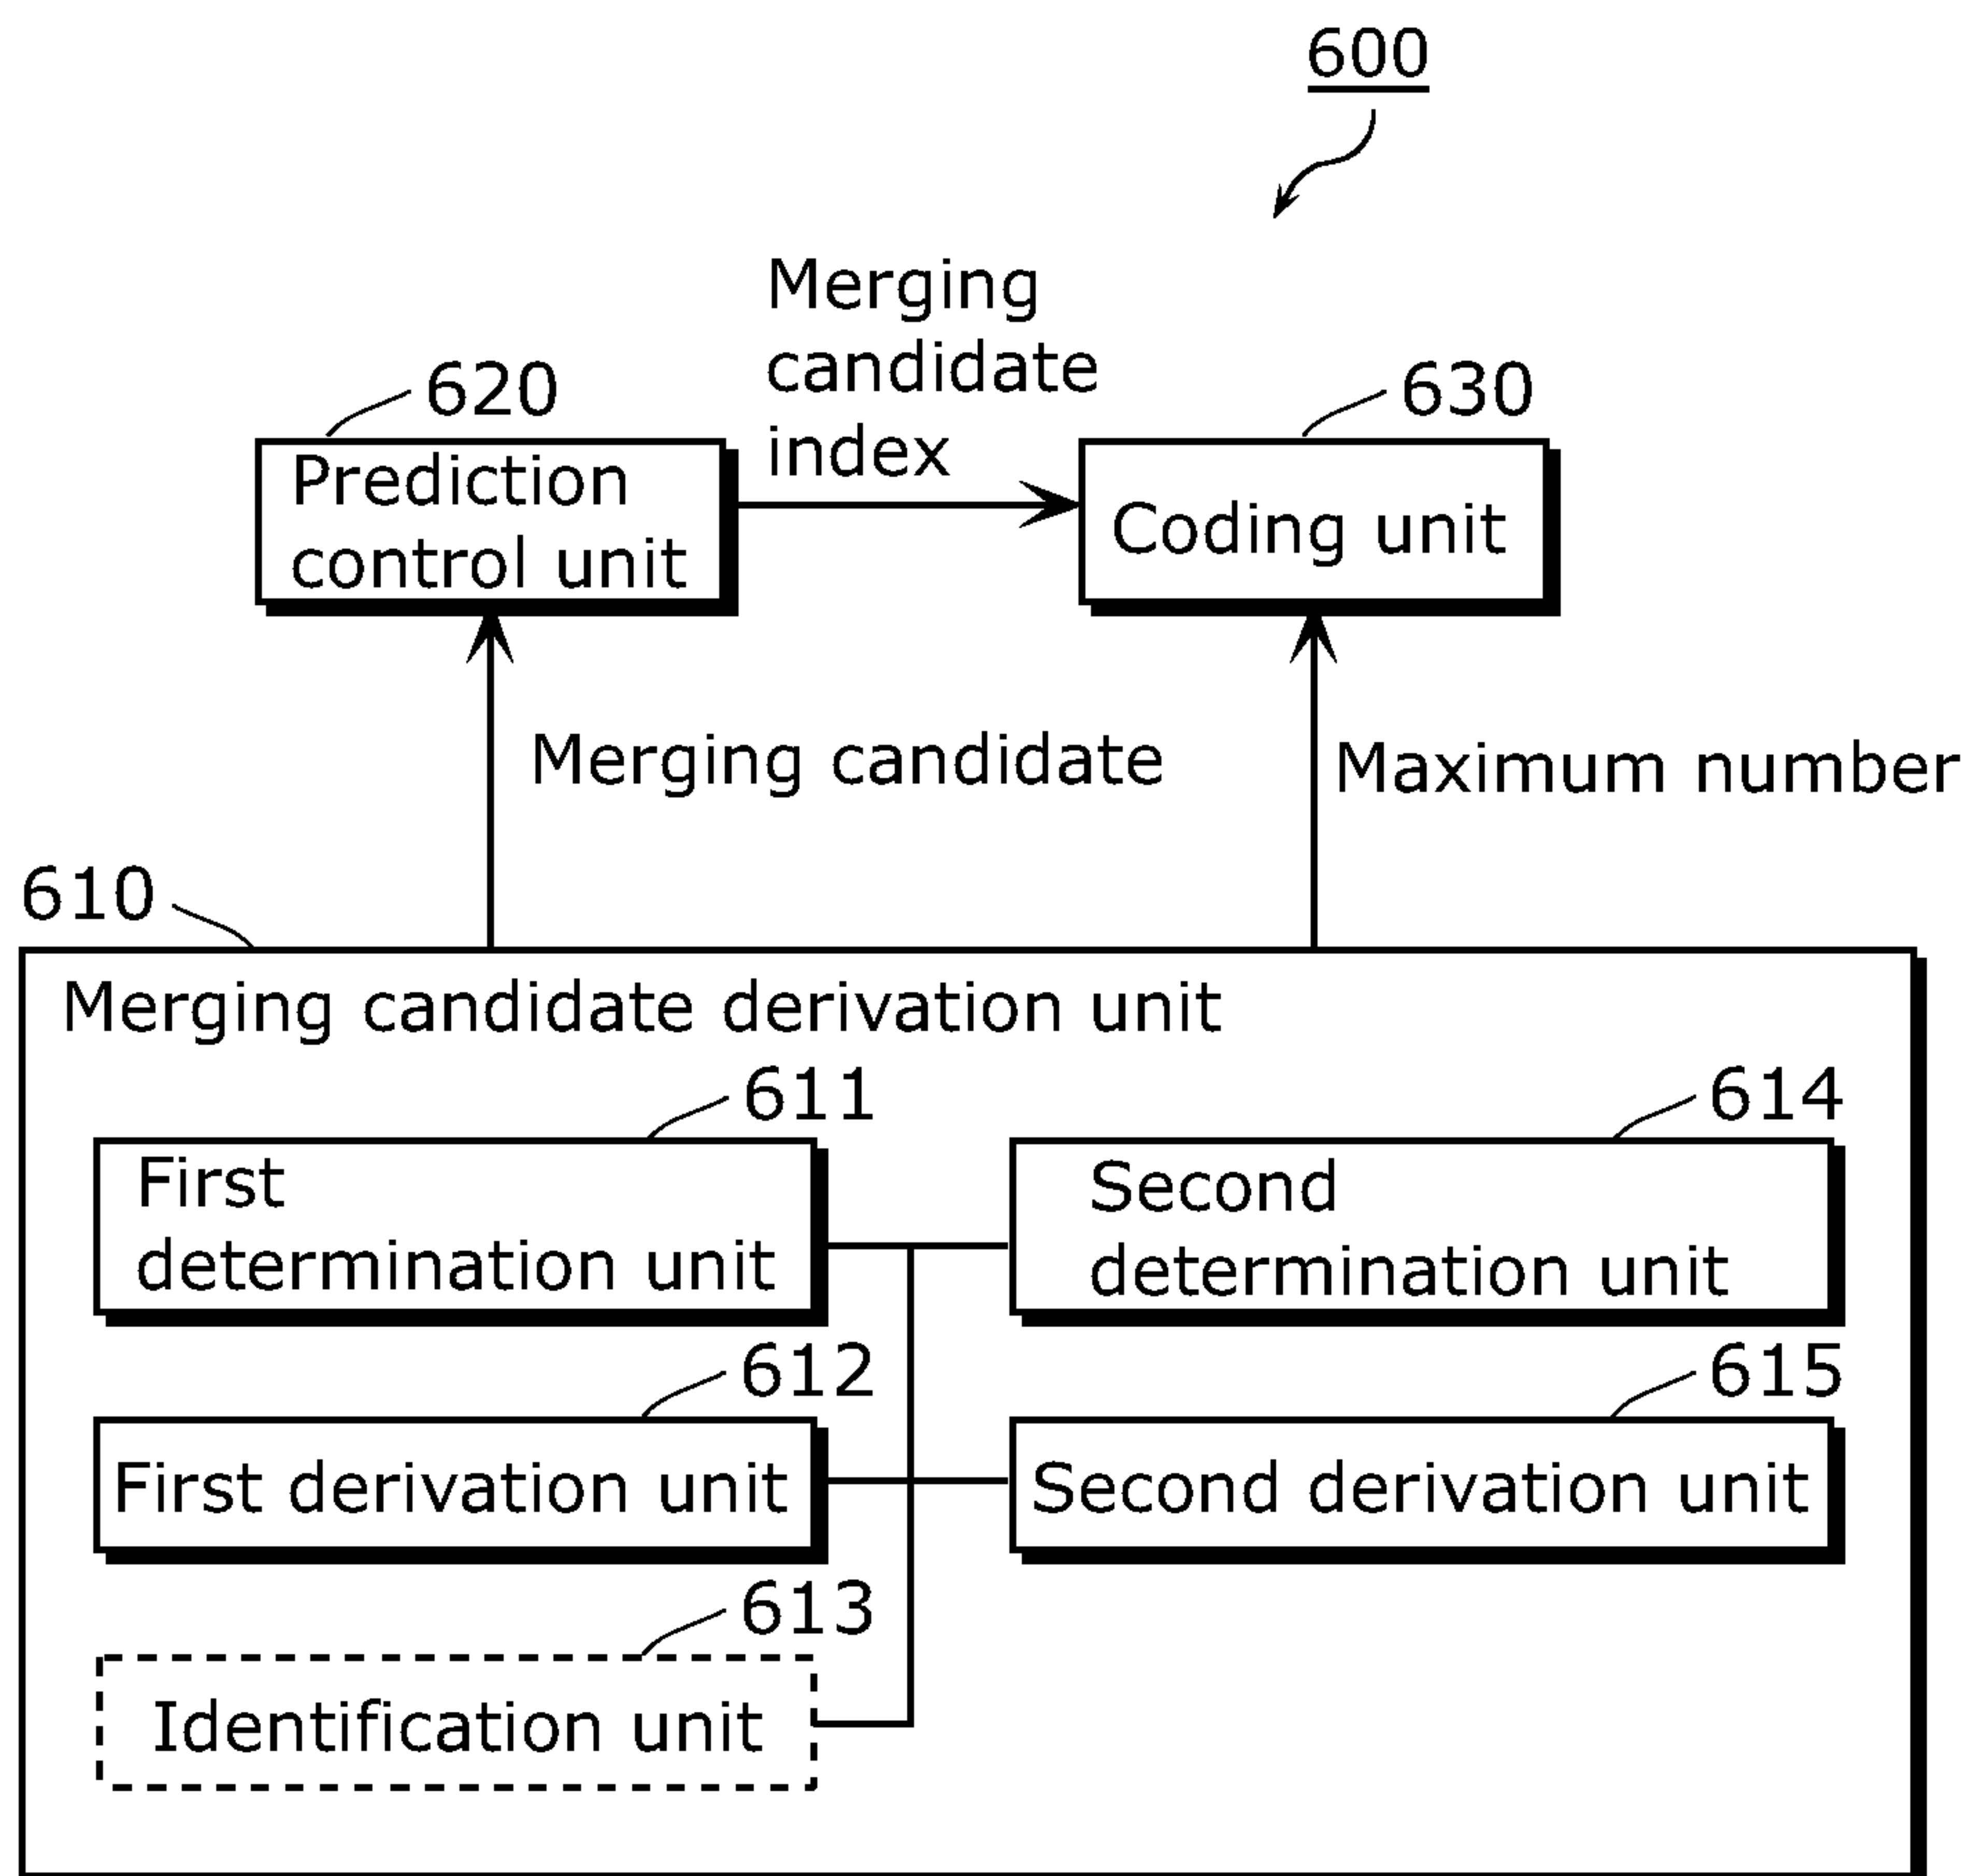 600
Merging
candidate
index
620
630
Prediction
control unit
Coding unit
Merging candidate
Maximum number
610
Merging candidate derivation unit
611
614
First
determination unit
Second
determination unit
612
615
First derivation unit
Second derivation unit
613
Identification unit